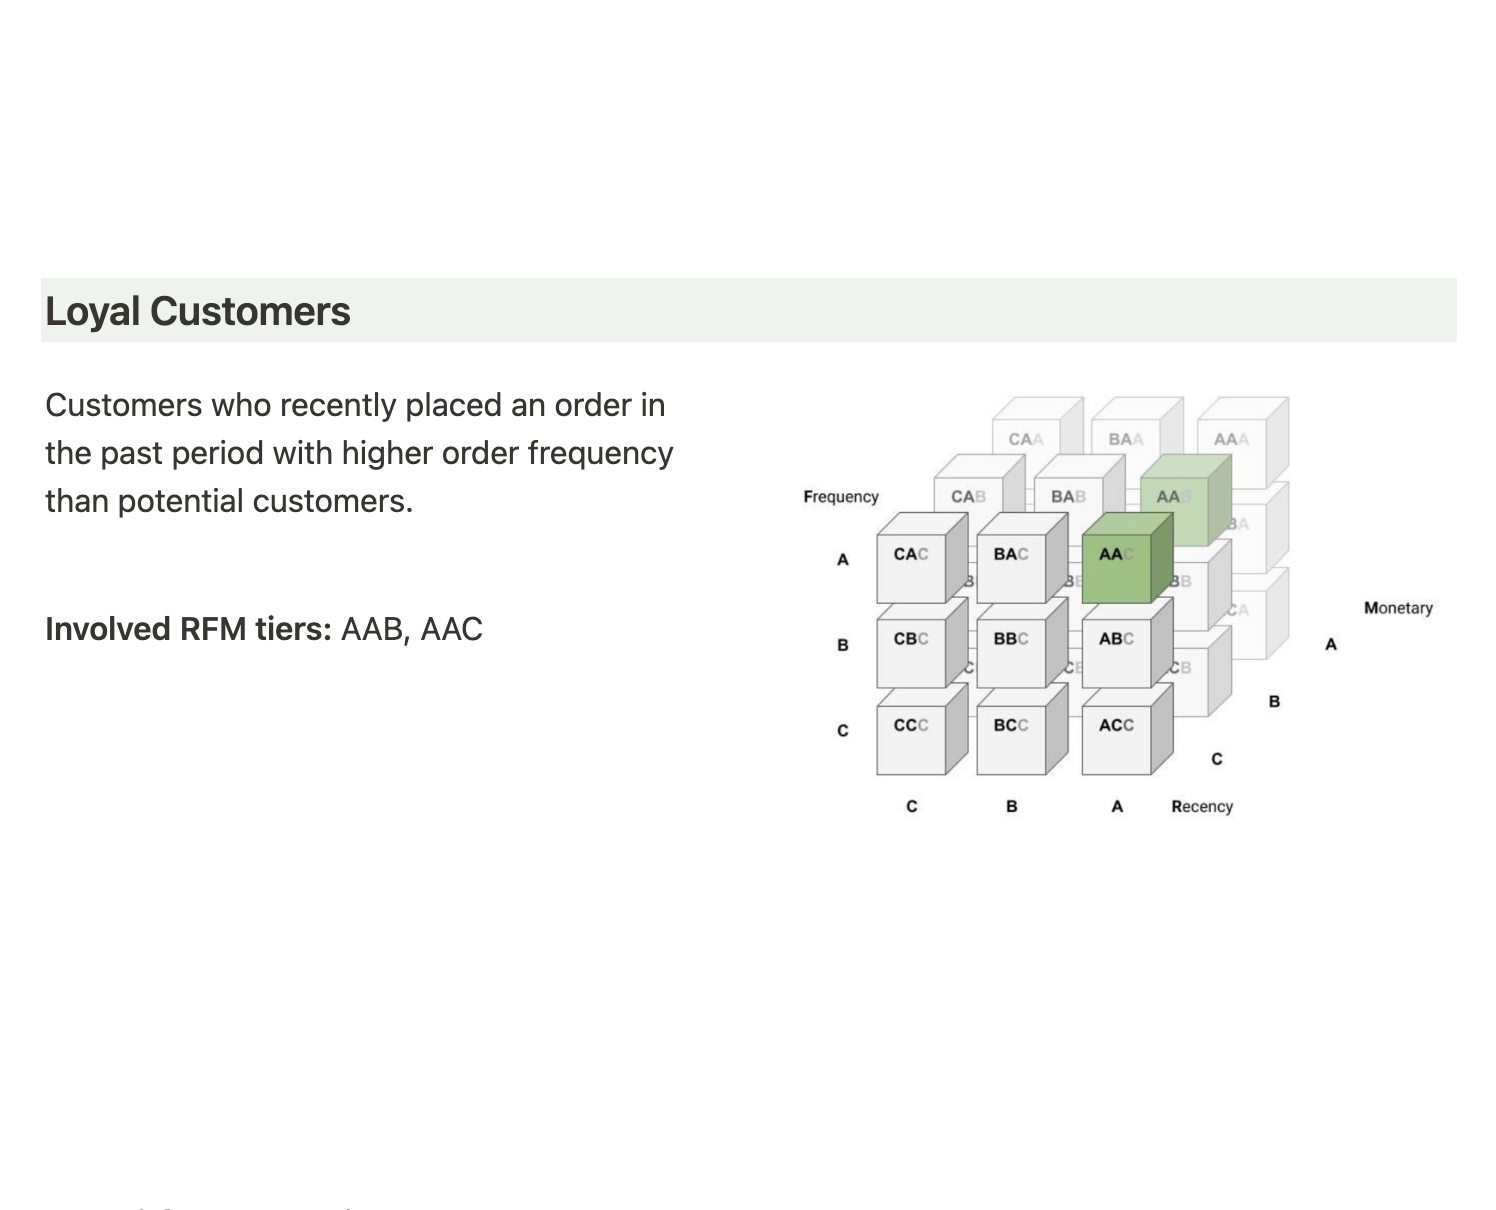 Loyal Customers
Customers who recently placed an order in
the past period with higher order frequency
than potential customers.
Involved RFM tiers: AAB, AAC
CAA BAA AAA
Frequency CAB BAB AAB
A CAC BAC AAC
B CBC BBC ABC
Monetary
A
B
C CCC BCC ACC
C
C B A Recency